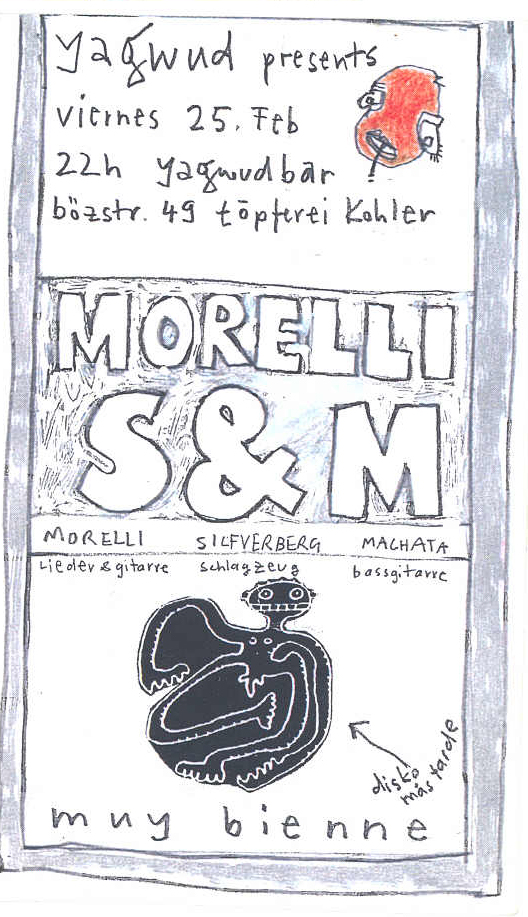 yagwud presents
viernes 25. Feb
22h yagwudbar
bözstr. 49 töpferei Kohler
MORELLI
S & M
MORELLI SILFVERBERG MACHATA
Lieder & gitarre schlagzeug bassgitarre
disko
más tarde
muy bienne